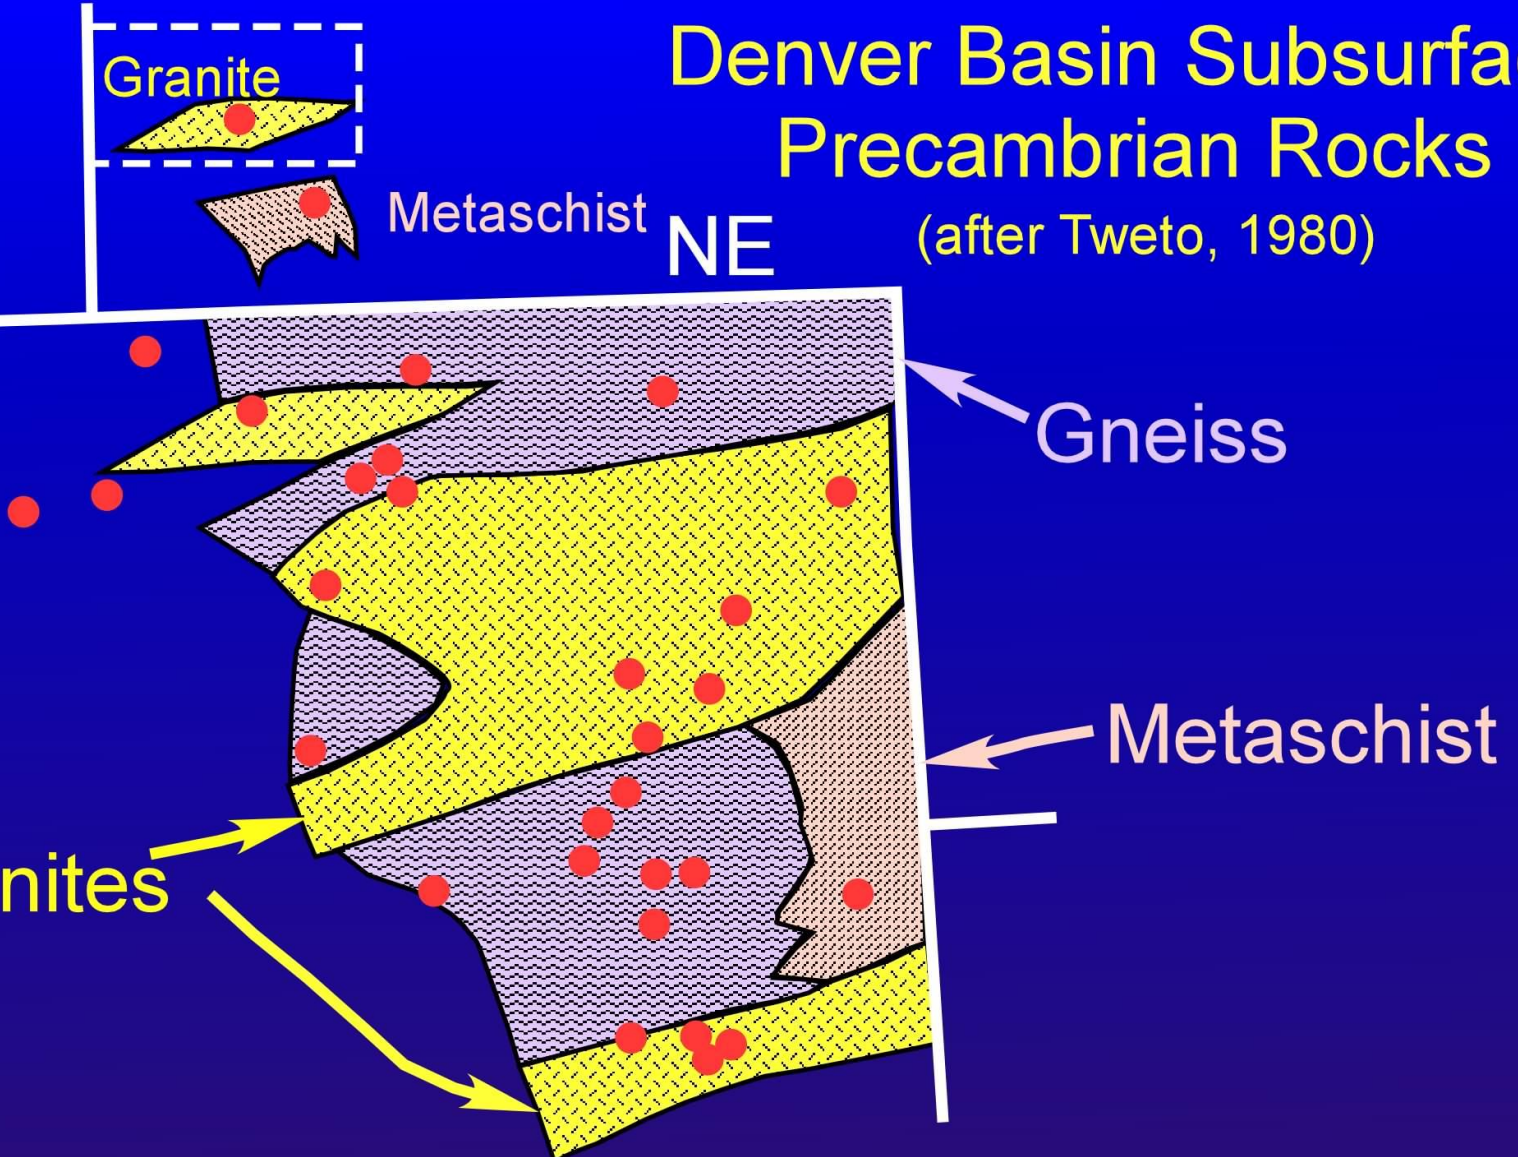 Granite
Denver Basin Subsurfa
Precambrian Rocks
(after Tweto, 1980)
Metaschist
NE
Gneiss
Metaschist
nites